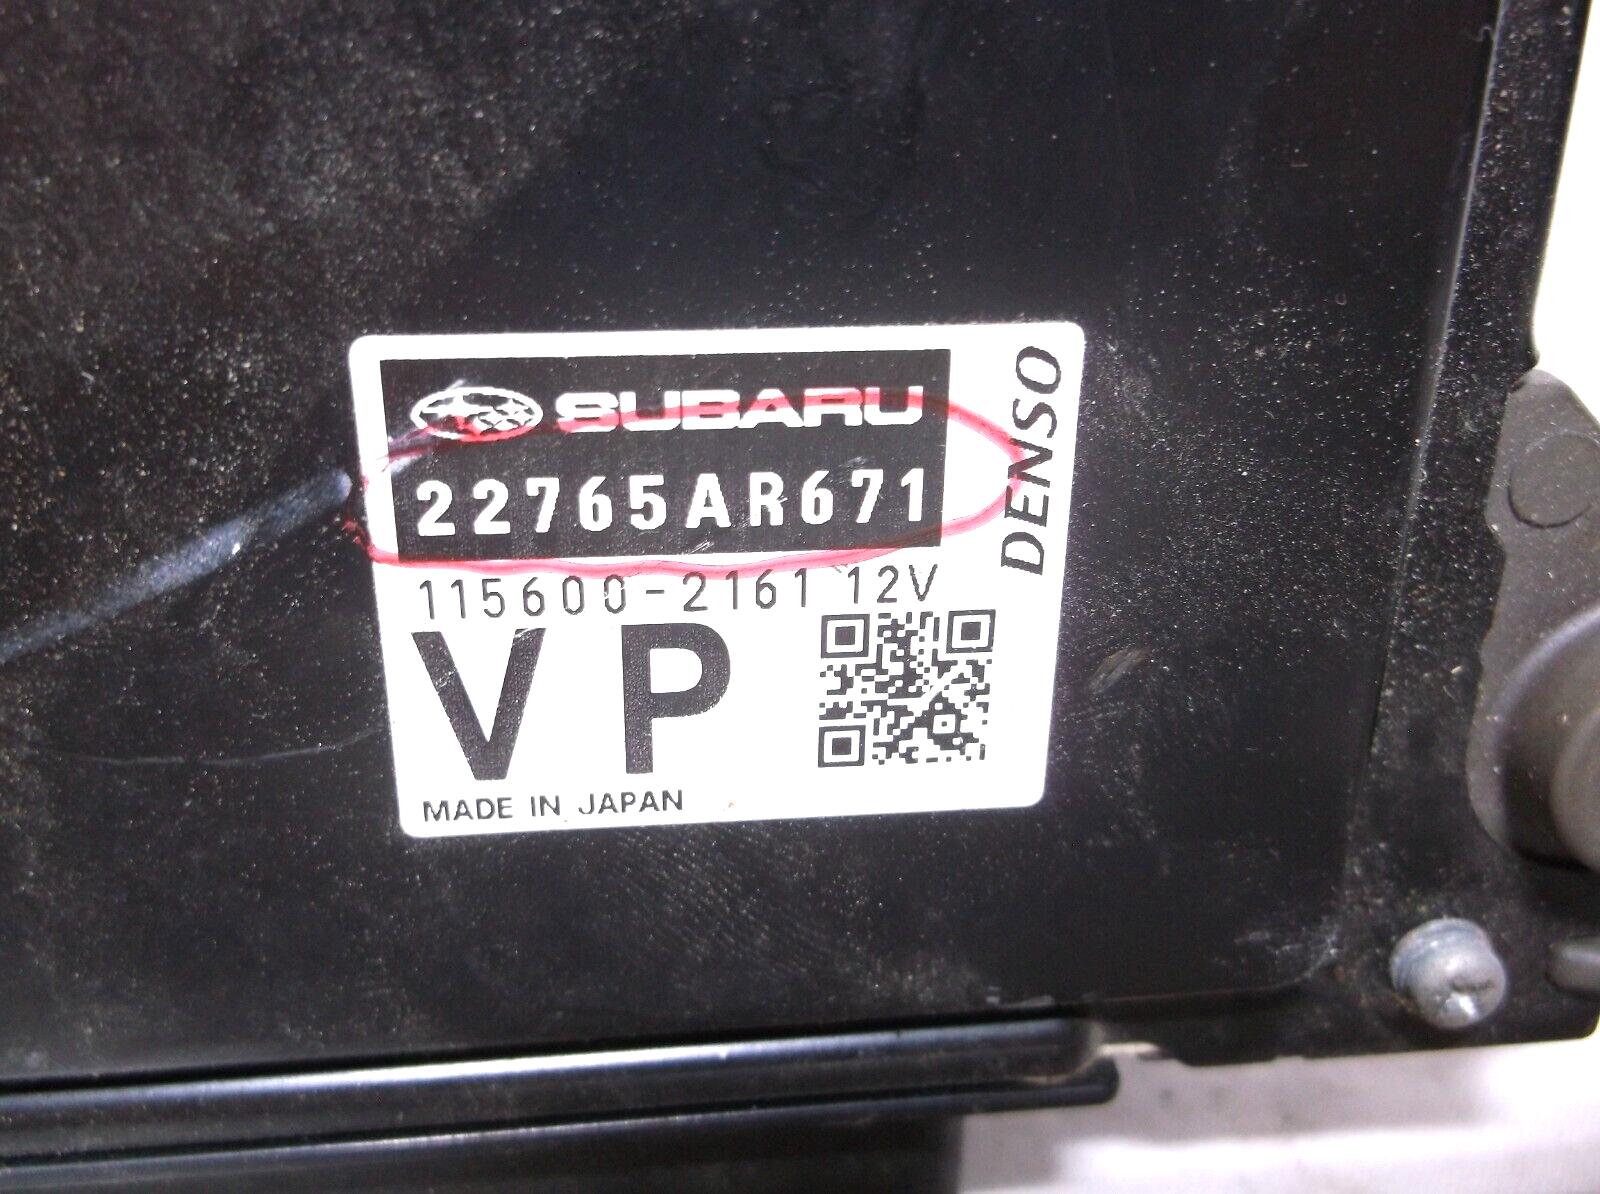 SUBARU
22765AR671
115600-2161 12V
VP
MADE IN JAPAN
DENSO